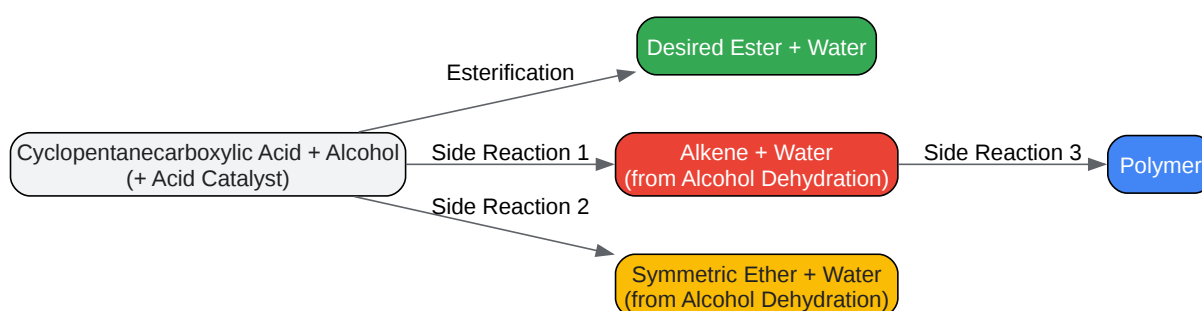 Desired Ester + Water
Esterification
Cyclopentanecarboxylic Acid + Alcohol
(+ Acid Catalyst)
Side Reaction 1
Alkene + Water
(from Alcohol Dehydration)
Side Reaction 3
Polymer
Side Reaction 2
Symmetric Ether + Water
(from Alcohol Dehydration)